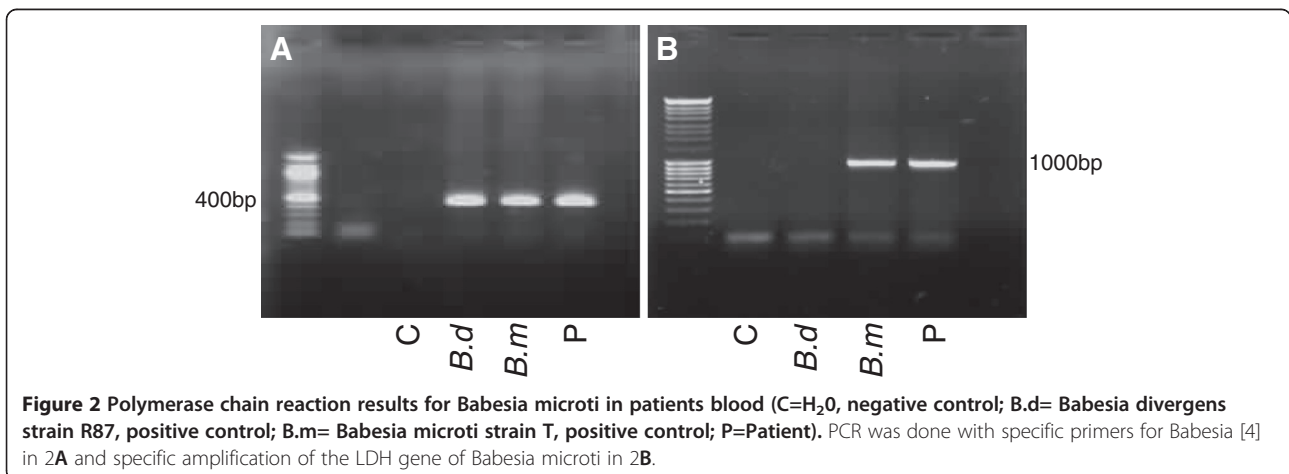 A
B
400bp
1000bp
C
B.d
B.m
P
C
B.d
B.m
P
Figure 2 Polymerase chain reaction results for Babesia microti in patients blood (C=H₂0, negative control; B.d= Babesia divergens
strain R87, positive control; B.m= Babesia microti strain T, positive control; P=Patient). PCR was done with specific primers for Babesia [4]
in 2A and specific amplification of the LDH gene of Babesia microti in 2B.